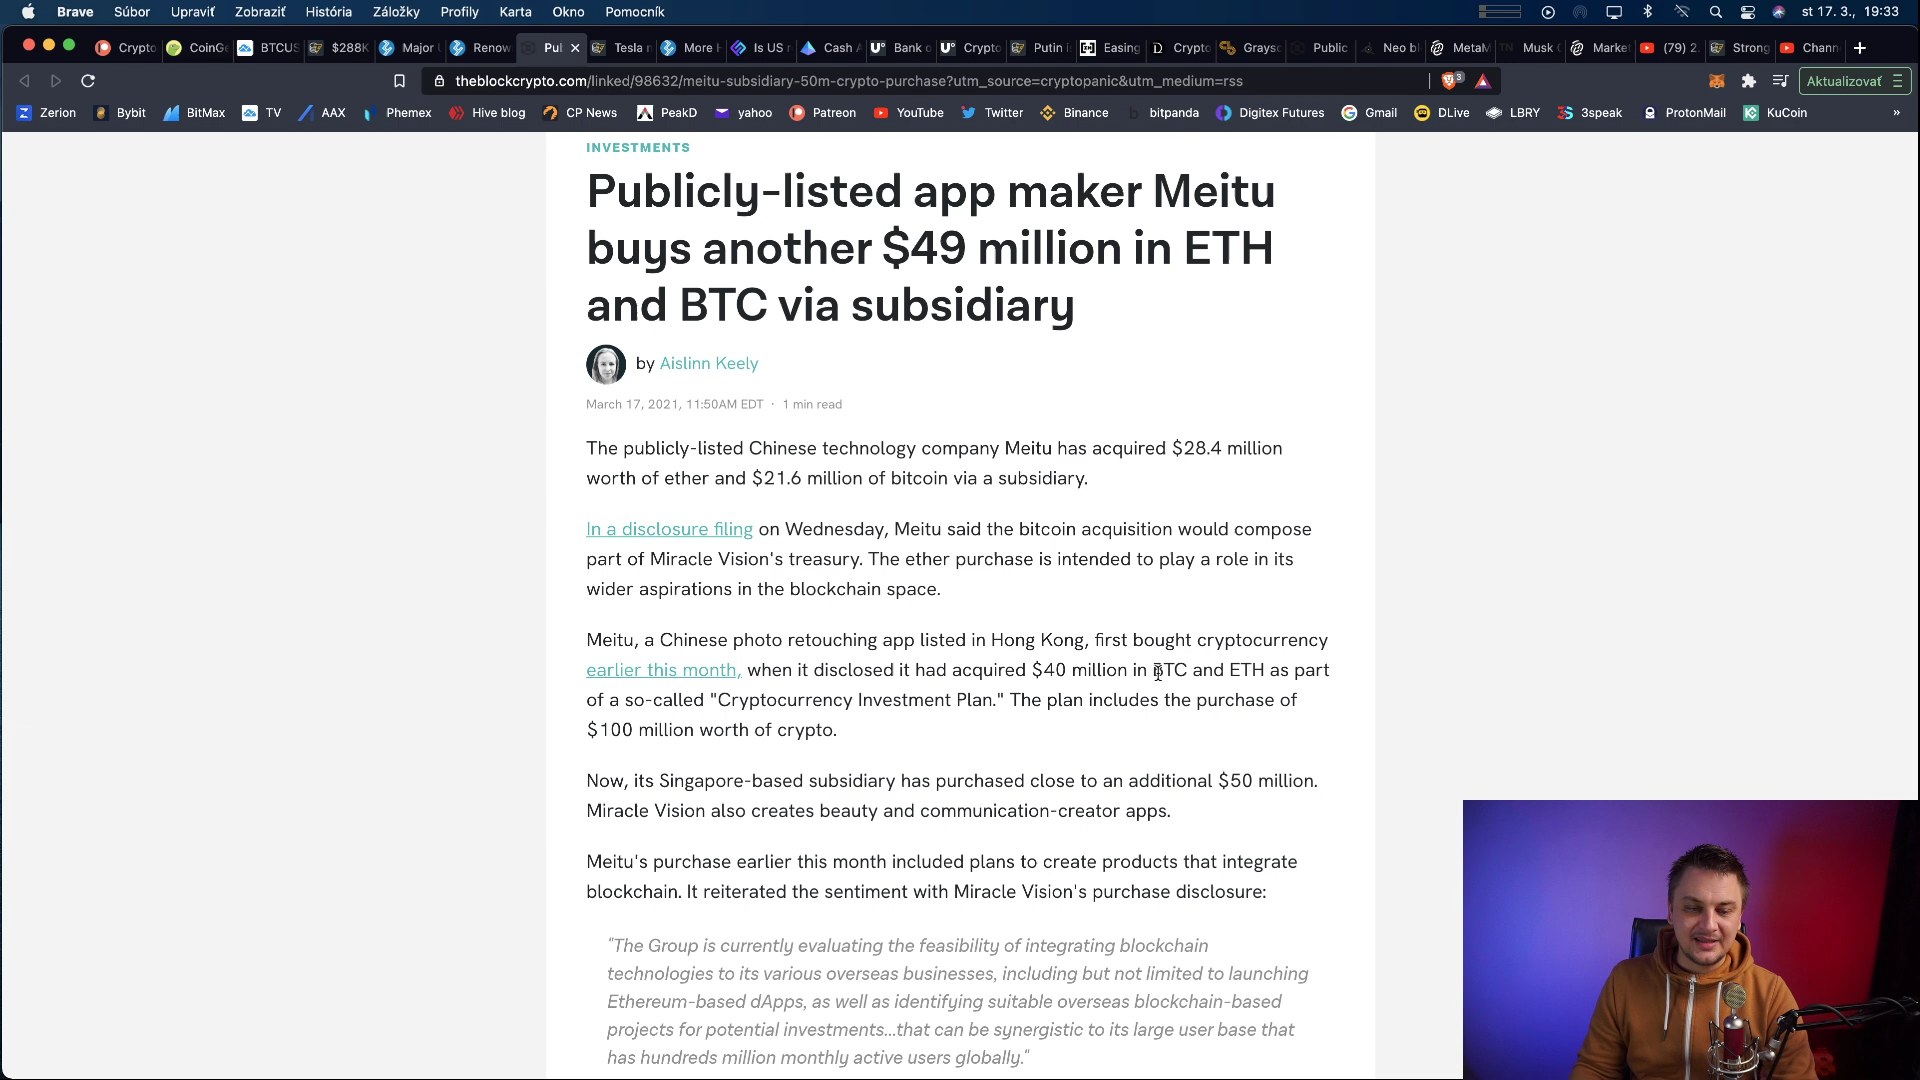 Brave Súbor Upraviť Zobraziť História Záložky Profily Karta Okno Pomocník st 17. 3., 19:33
Crypto CoinGe BTCUS $288K Major Renow Pul Tesla More H Is US Cash A Bank o Crypto Putin i Easing Crypto Grays Public Neo bl MetaM Musk Market (79) 2. Strong Chann
theblockcrypto.com/linked/98632/meitu-subsidiary-50m-crypto-purchase?utm_source=cryptopanic&utm_medium=rss 3 Aktualizovať
Zerion Bybit BitMax TV AAX Phemex Hive blog CP News PeakD yahoo Patreon YouTube Twitter Binance bitpanda Digitex Futures Gmail DLive LBRY 3speak ProtonMail KuCoin »
INVESTMENTS
Publicly-listed app maker Meitu
buys another $49 million in ETH
and BTC via subsidiary
by Aislinn Keely
March 17, 2021, 11:50AM EDT · 1 min read
The publicly-listed Chinese technology company Meitu has acquired $28.4 million
worth of ether and $21.6 million of bitcoin via a subsidiary.
In a disclosure filing on Wednesday, Meitu said the bitcoin acquisition would compose
part of Miracle Vision's treasury. The ether purchase is intended to play a role in its
wider aspirations in the blockchain space.
Meitu, a Chinese photo retouching app listed in Hong Kong, first bought cryptocurrency
earlier this month, when it disclosed it had acquired $40 million in BTC and ETH as part
of a so-called "Cryptocurrency Investment Plan." The plan includes the purchase of
$100 million worth of crypto.
Now, its Singapore-based subsidiary has purchased close to an additional $50 million.
Miracle Vision also creates beauty and communication-creator apps.
Meitu's purchase earlier this month included plans to create products that integrate
blockchain. It reiterated the sentiment with Miracle Vision's purchase disclosure:
"The Group is currently evaluating the feasibility of integrating blockchain
technologies to its various overseas businesses, including but not limited to launching
Ethereum-based dApps, as well as identifying suitable overseas blockchain-based
projects for potential investments...that can be synergistic to its large user base that
has hundreds million monthly active users globally."